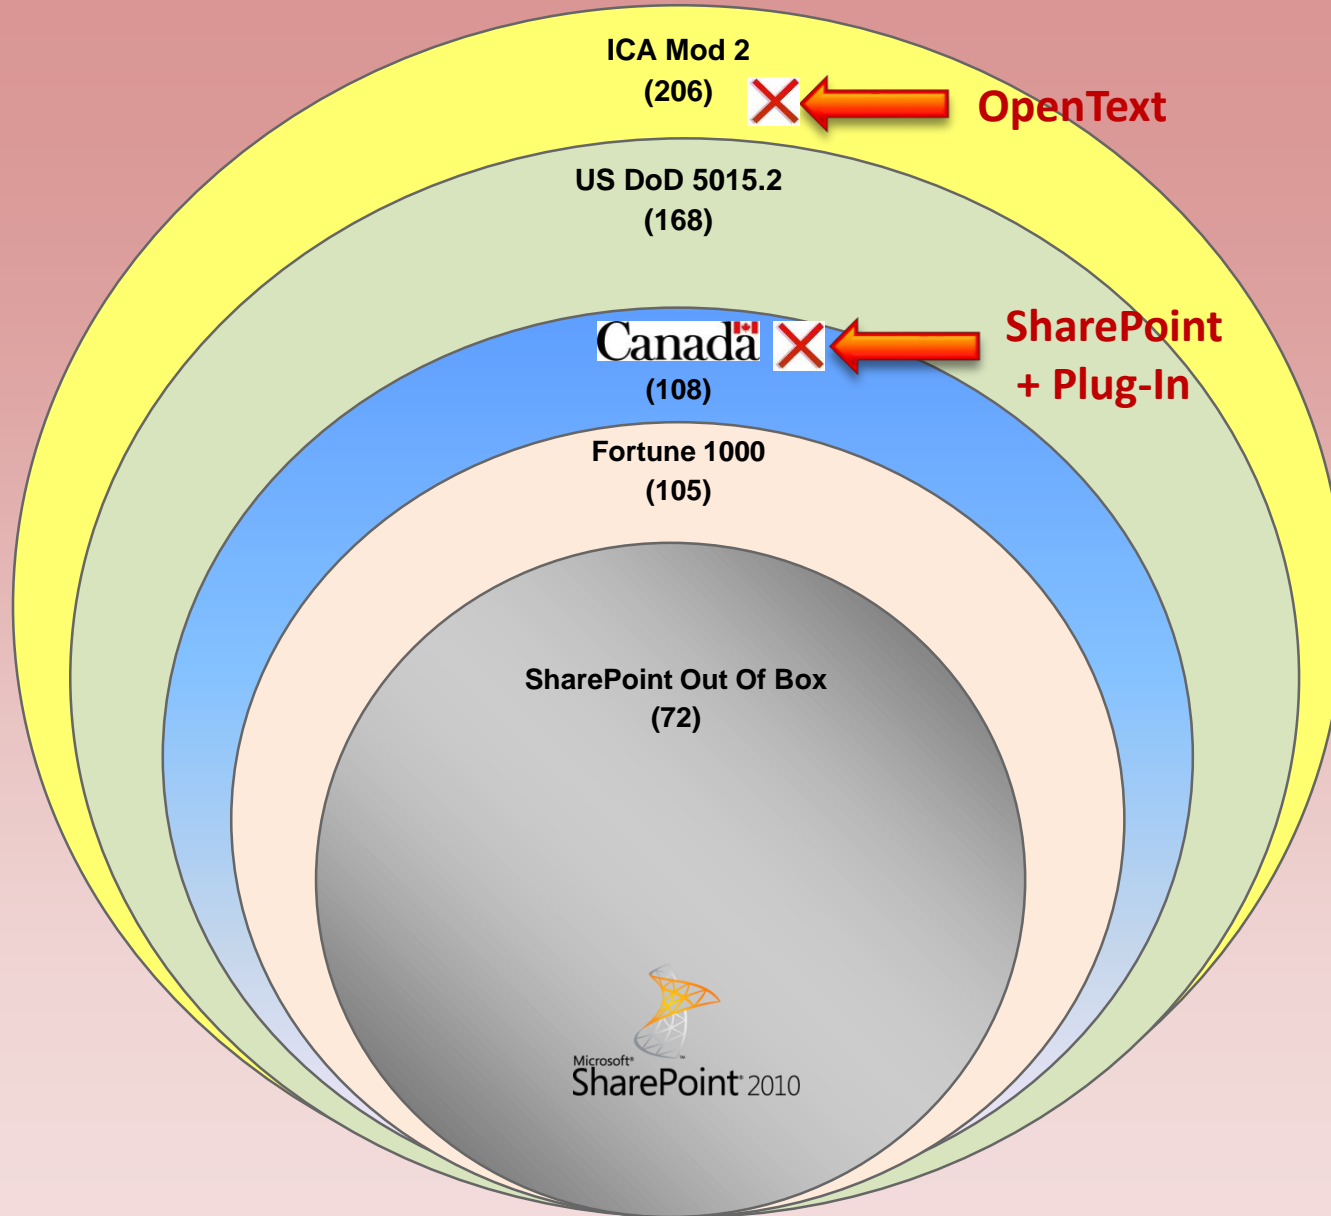 ICA Mod 2
(206)
OpenText
US DoD 5015.2
(168)
Canada
SharePoint
+ Plug-In
(108)
Fortune 1000
(105)
SharePoint Out Of Box
(72)
Microsoft®
SharePoint® 2010